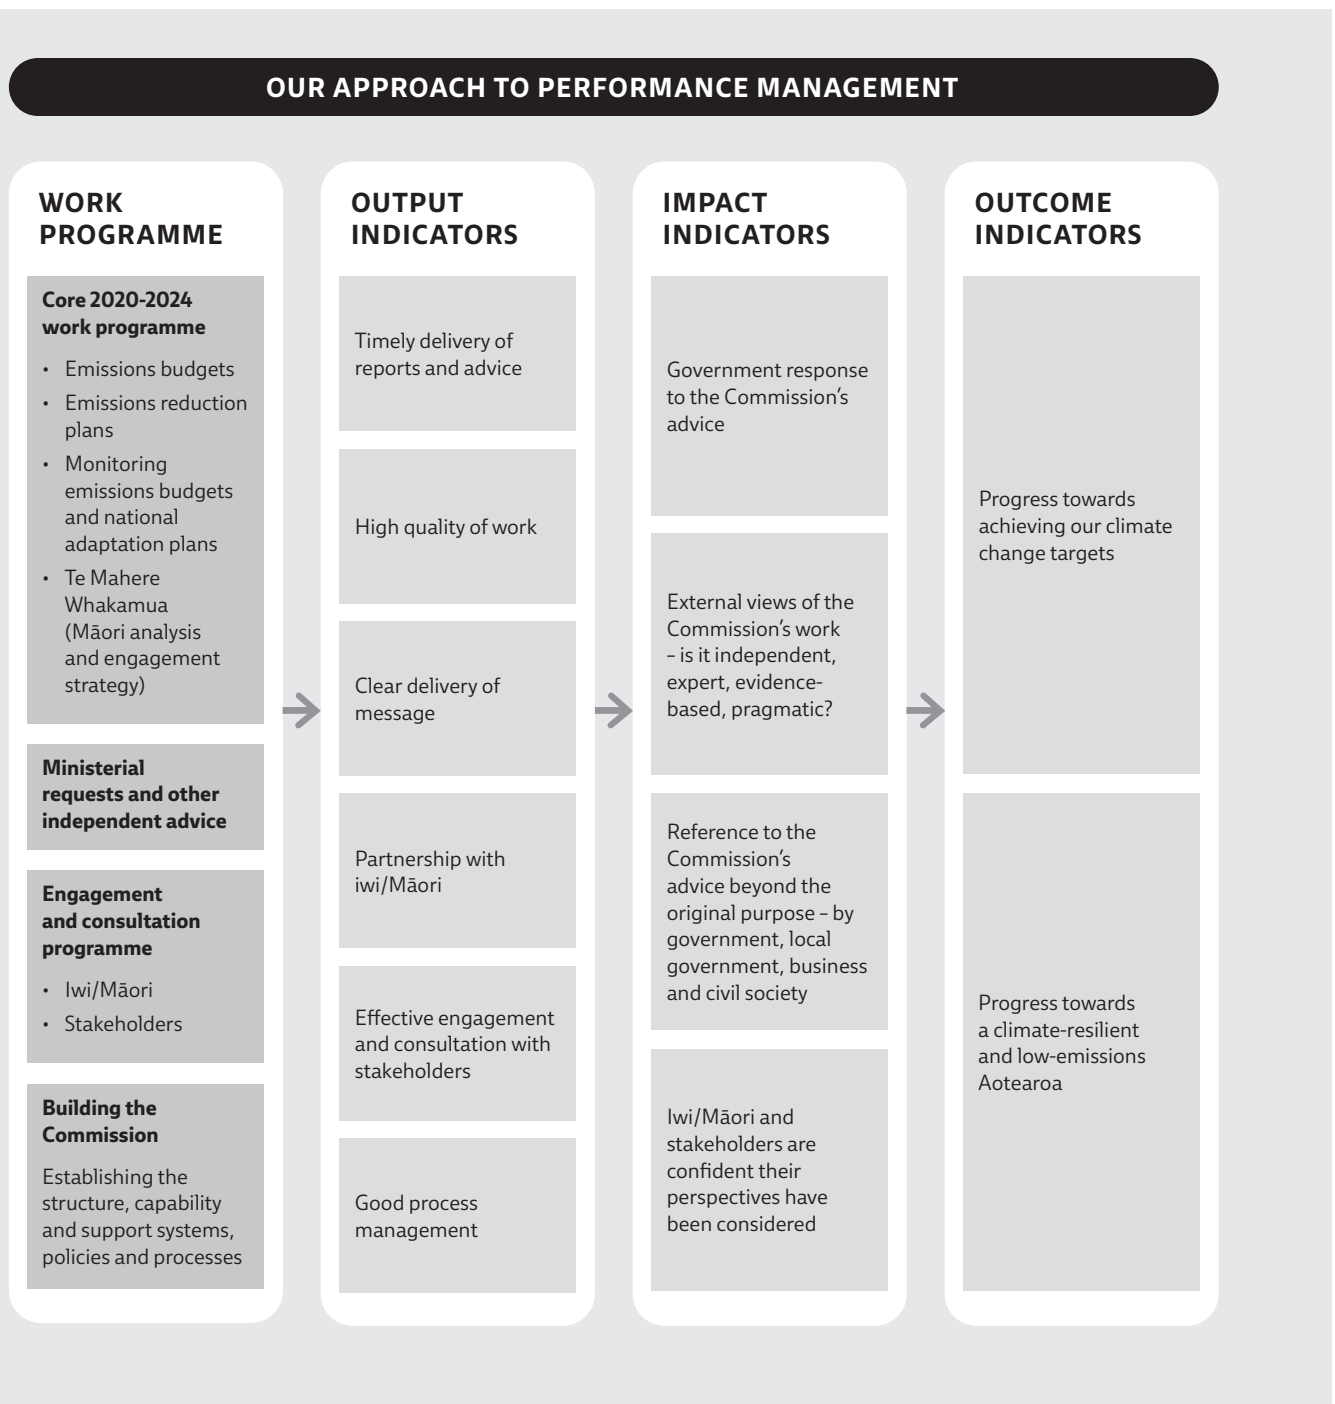 OUR APPROACH TO PERFORMANCE MANAGEMENT
WORK
PROGRAMME
Core 2020-2024
work programme
• Emissions budgets
• Emissions reduction
plans
• Monitoring
emissions budgets
and national
adaptation plans
• Te Mahere
Whakamua
(Māori analysis
and engagement
strategy)
Ministerial
requests and other
independent advice
Engagement
and consultation
programme
• Iwi/Māori
• Stakeholders
Building the
Commission
Establishing the
structure, capability
and support systems,
policies and processes
OUTPUT
INDICATORS
Timely delivery of
reports and advice
High quality of work
Clear delivery of
message
Partnership with
iwi/Māori
Effective engagement
and consultation with
stakeholders
Good process
management
IMPACT
INDICATORS
Government response
to the Commission's
advice
External views of the
Commission's work
– is it independent,
expert, evidence-
based, pragmatic?
Reference to the
Commission's
advice beyond the
original purpose – by
government, local
government, business
and civil society
Iwi/Māori and
stakeholders are
confident their
perspectives have
been considered
OUTCOME
INDICATORS
Progress towards
achieving our climate
change targets
Progress towards
a climate-resilient
and low-emissions
Aotearoa